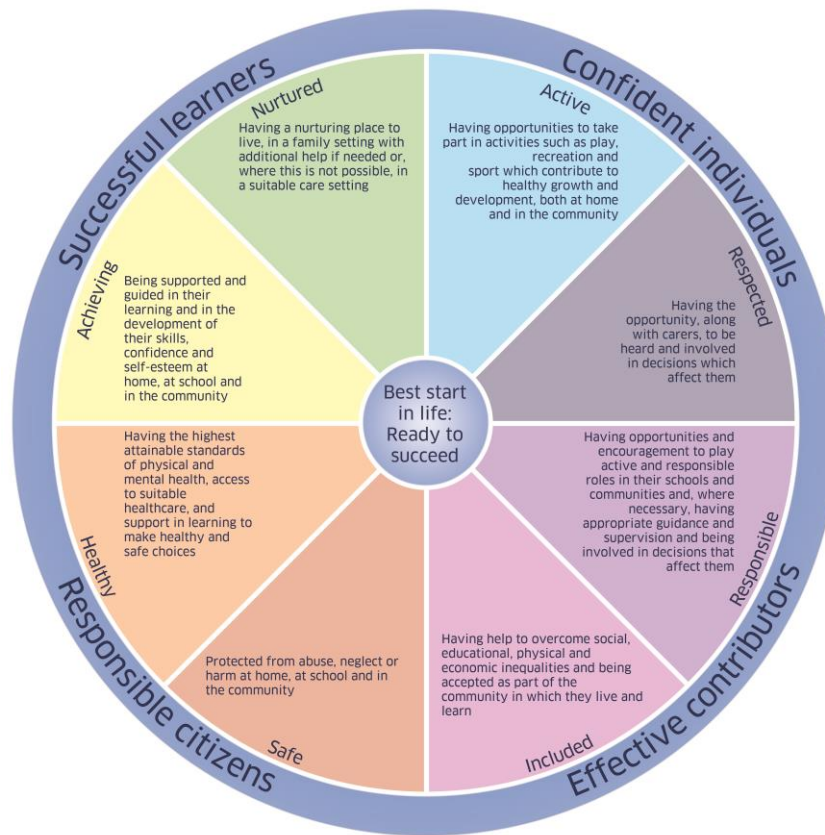 Successful learners
Confident individuals
Nurtured
Having a nurturing place to
live, in a family setting with
additional help if needed or,
where this is not possible, in
a suitable care setting
Active
Having opportunities to take
part in activities such as play,
recreation and
sport which contribute to
healthy growth and
development, both at home
and in the community
Achieving
Being supported and
guided in their
learning and in the
development of
their skills,
confidence and
self-esteem at
home, at school and
in the community
Respected
Having the
opportunity, along
with carers, to be
heard and involved
in decisions which
affect them
Best start
in life:
Ready to
succeed
Healthy
Having the highest
attainable standards
of physical and
mental health, access
to suitable
healthcare, and
support in learning to
make healthy and
safe choices
Responsible
Having opportunities and
encouragement to play
active and responsible
roles in their schools and
communities and, where
necessary, having
appropriate guidance and
supervision and being
involved in decisions that
affect them
Protected from abuse, neglect or
harm at home, at school and in
the community
Safe
Having help to overcome social,
educational, physical and
economic inequalities and being
accepted as part of the
community in which they live and
learn
Included
Responsible citizens
Effective contributors